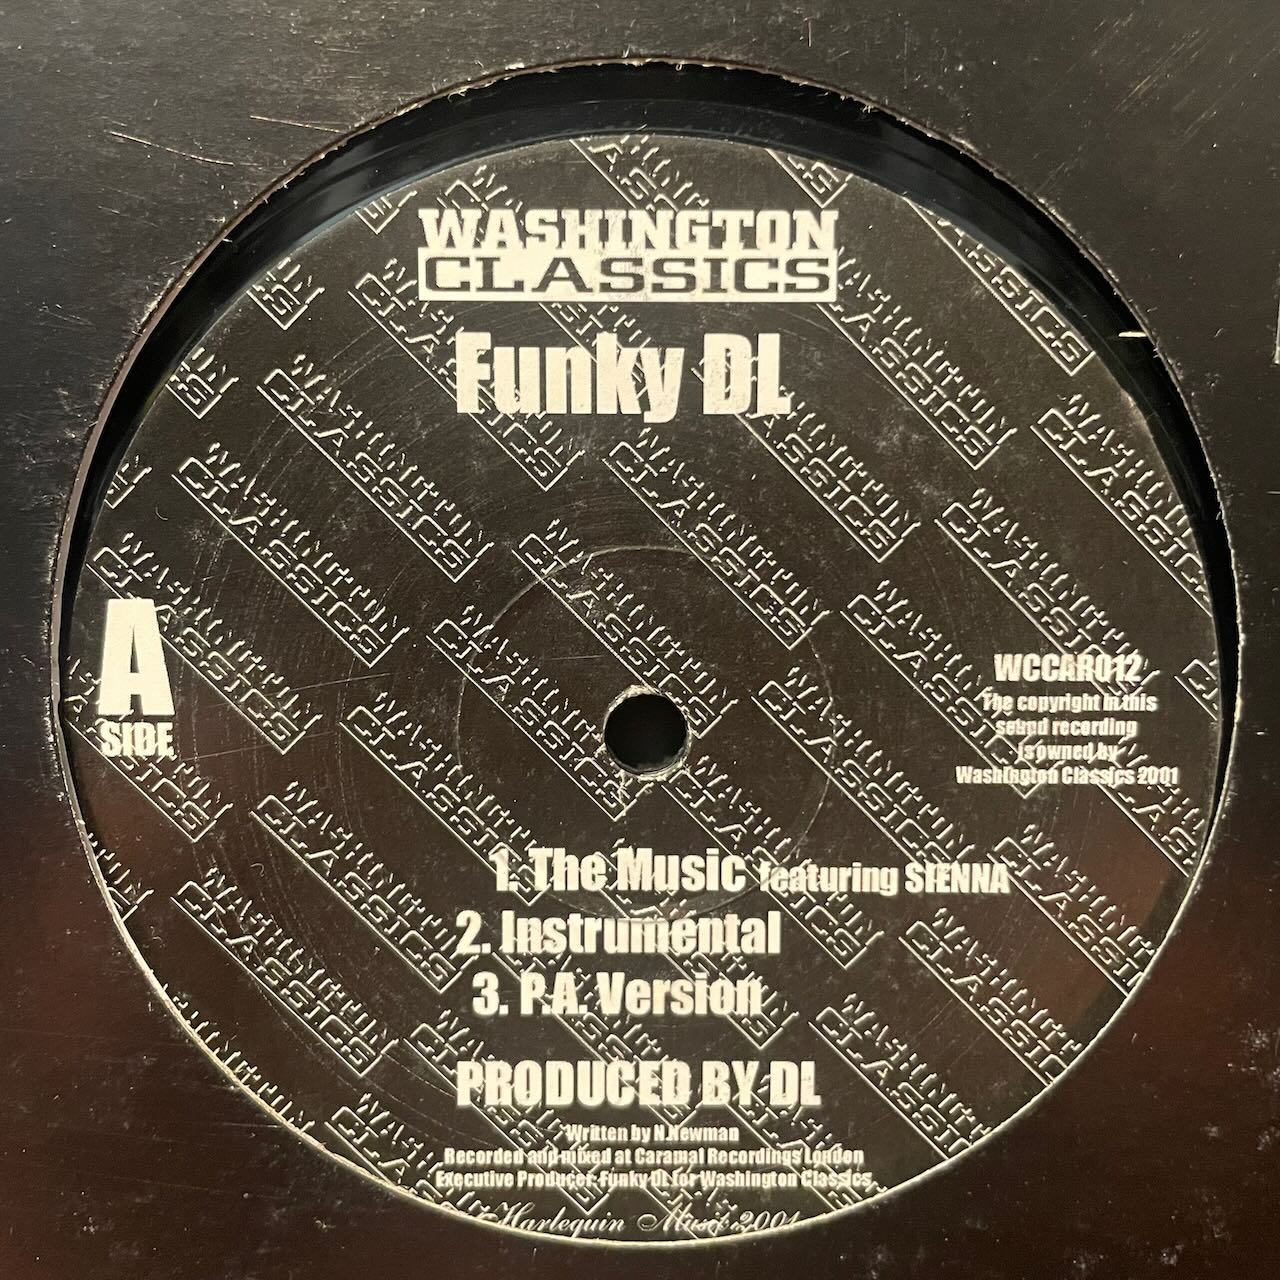 WASHINGTON
CLASSICS
Funky DL
A
SIDE
WCCAR012
The copyright in this
sound recording
is owned by
Washington Classics 2001
1. The Music featuring SIENNA
2. Instrumental
3. P.A. Version
PRODUCED BY DL
Written by N.Newman
Recorded and mixed at Caramal Recordings London
Executive Producer: Funky DL for Washington Classics
Harlequin Music 2001